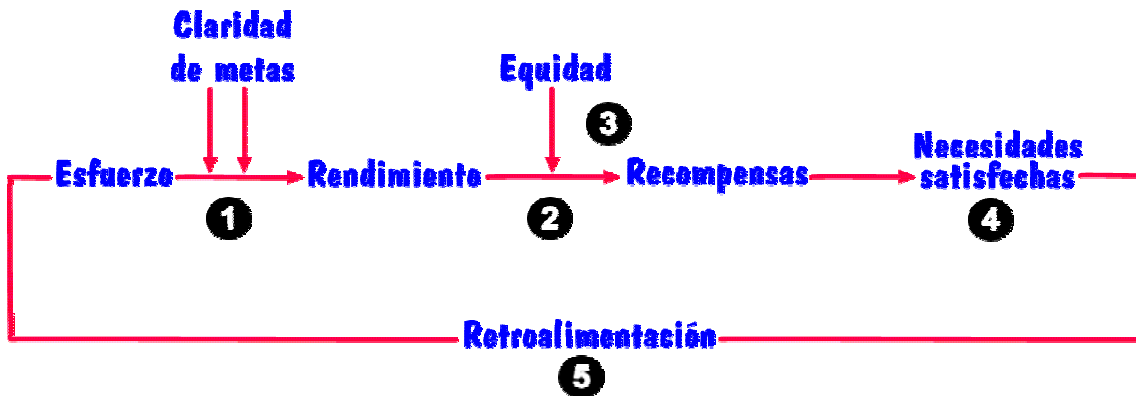 Claridad
de metas
Equidad
3
Esfuerzo
Rendimiento
Recompensas
Necesidades
satisfechas
1
2
4
Retroalimentación
5